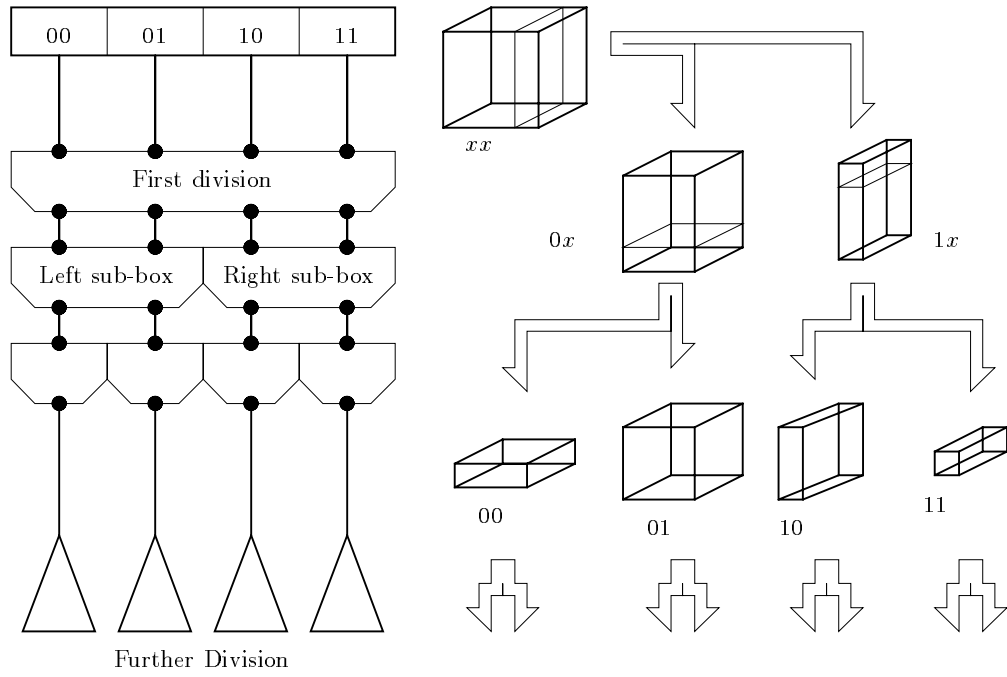 00 01 10 11
First division
Left sub-box Right sub-box
Further Division
xx
0x
1x
00
01
10
11